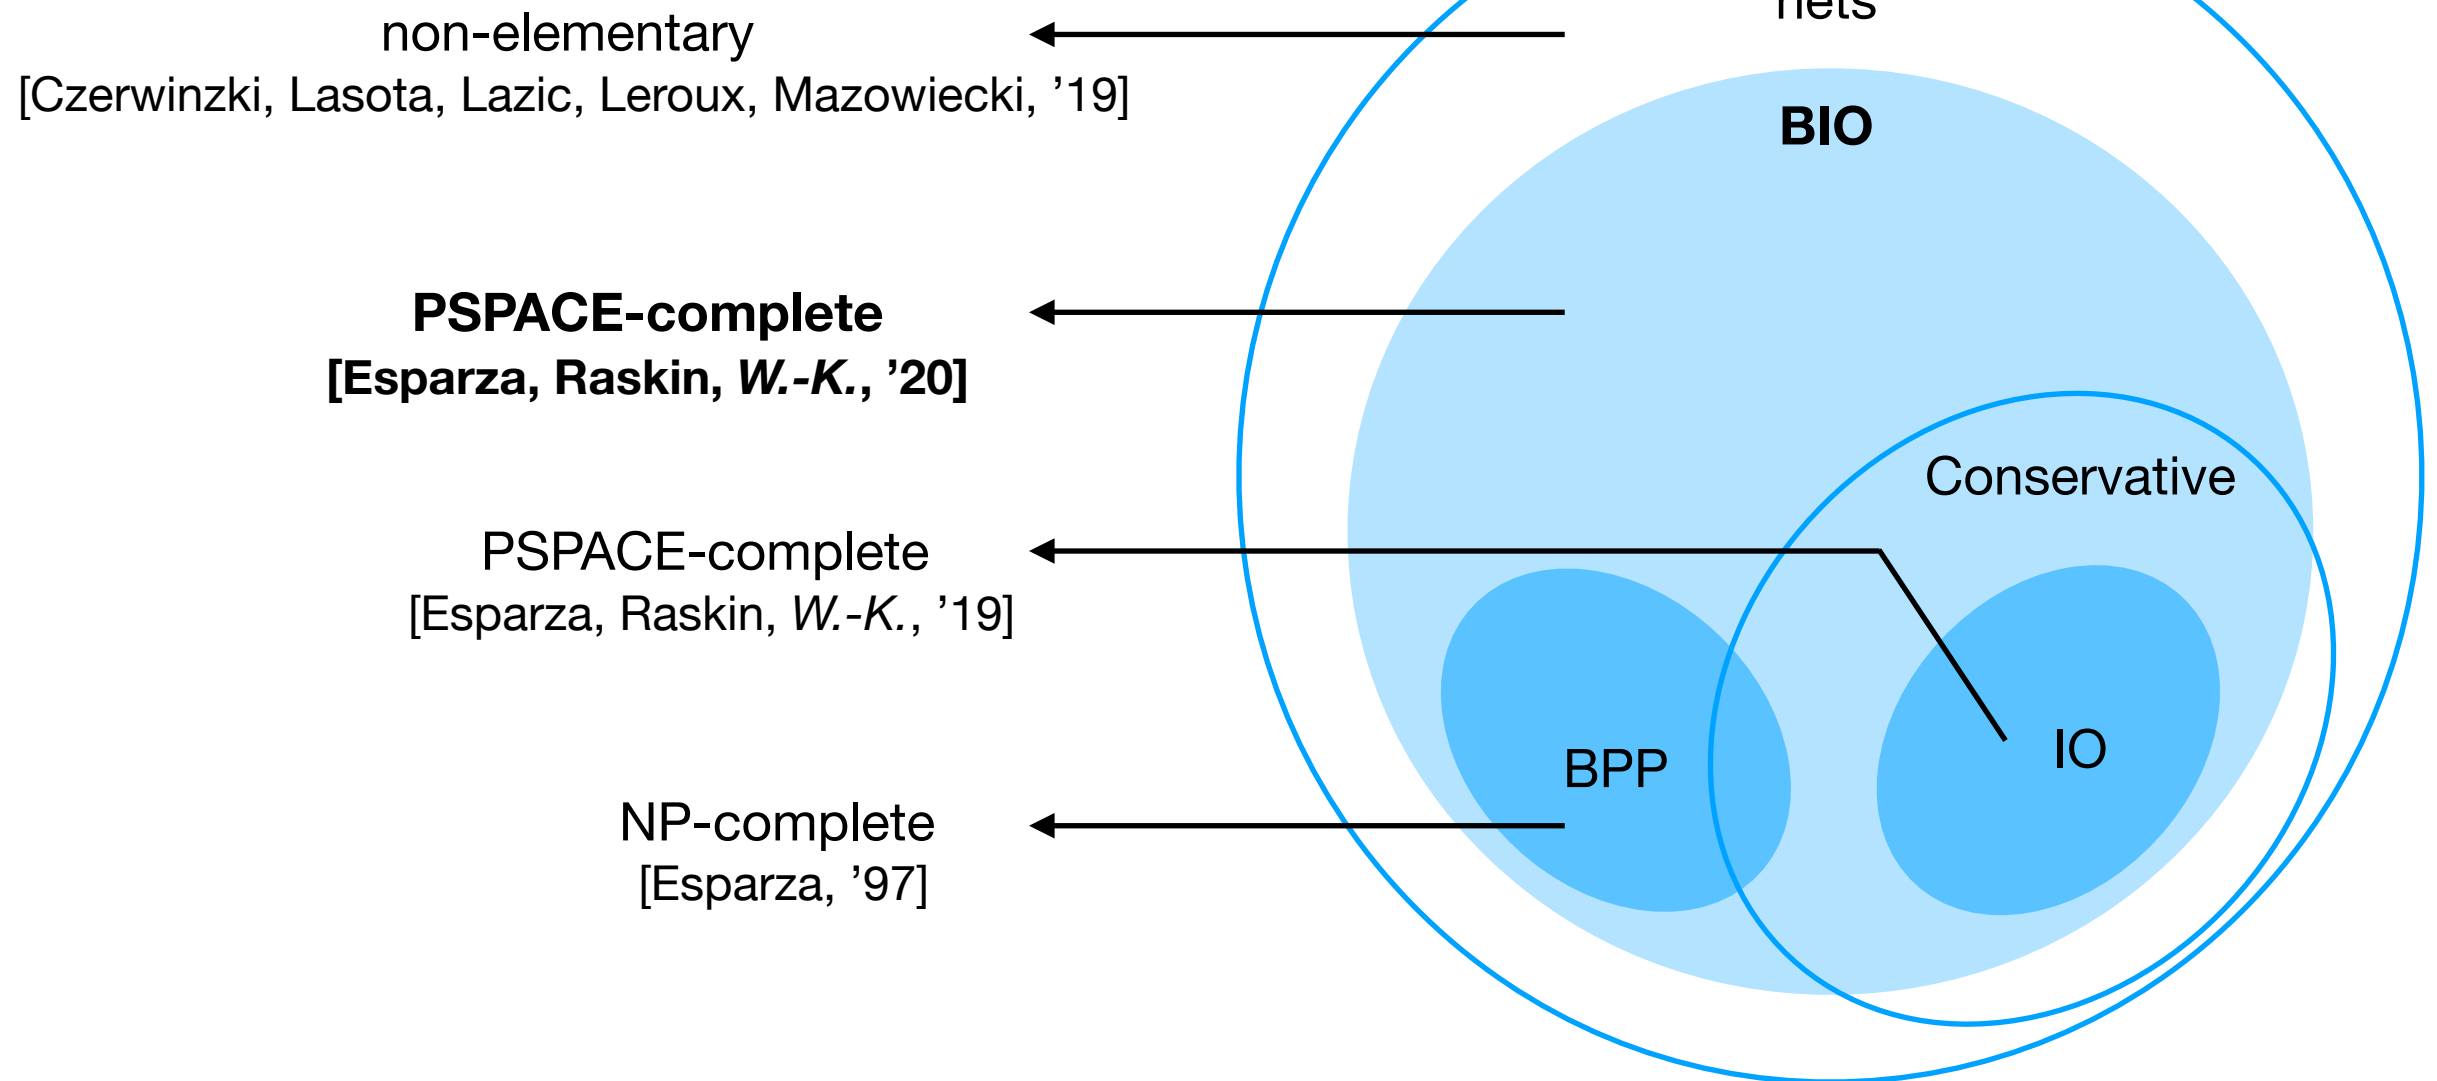 nets
non-elementary
[Czerwinzki, Lasota, Lazic, Leroux, Mazowiecki, ’19]
BIO
PSPACE-complete
[Esparza, Raskin, W.-K., ’20]
Conservative
PSPACE-complete
[Esparza, Raskin, W.-K., ’19]
IO
BPP
NP-complete
[Esparza, ’97]